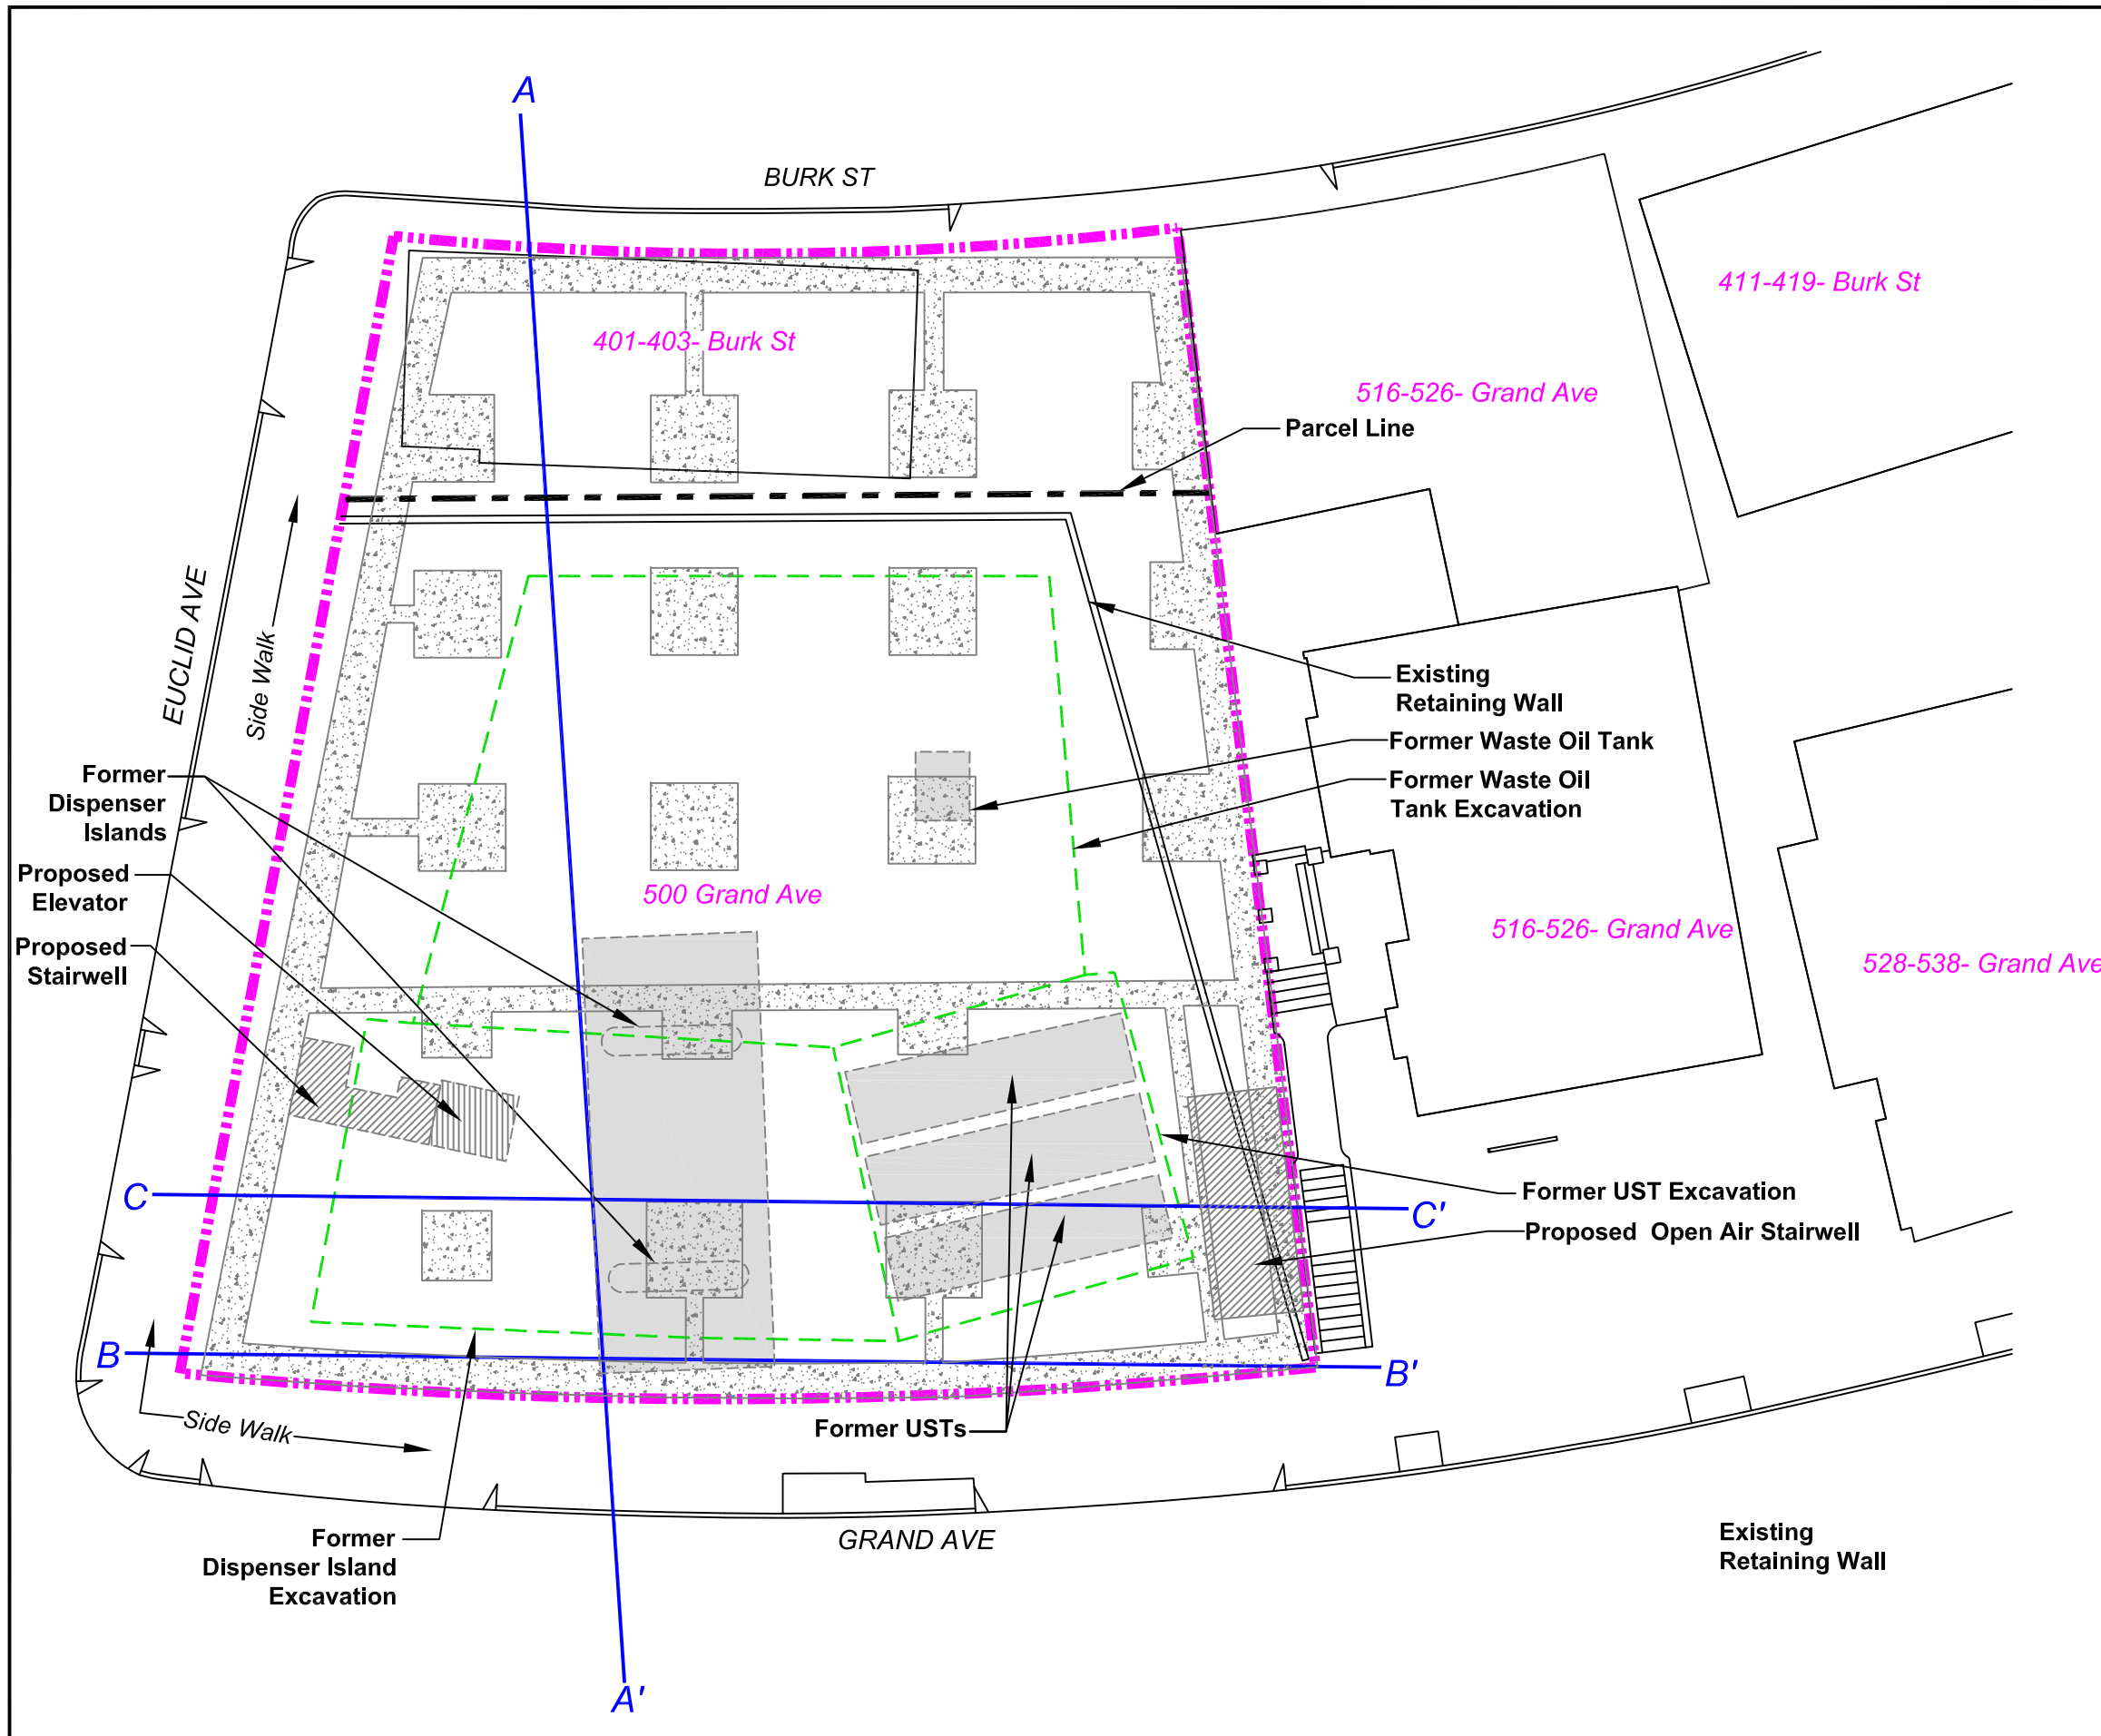 A
BURK ST
411-419- Burk St
401-403- Burk St
516-526- Grand Ave
Parcel Line
EUCLID AVE
Side Walk
Existing
Retaining Wall
Former Waste Oil Tank
Former Waste Oil
Tank Excavation
Former
Dispenser
Islands
Proposed
Elevator
Proposed
Stairwell
500 Grand Ave
516-526- Grand Ave
528-538- Grand Ave
C
C'
Former UST Excavation
Proposed Open Air Stairwell
B
B'
Side Walk
Former USTs
Former
Dispenser Island
Excavation
GRAND AVE
Existing
Retaining Wall
A'